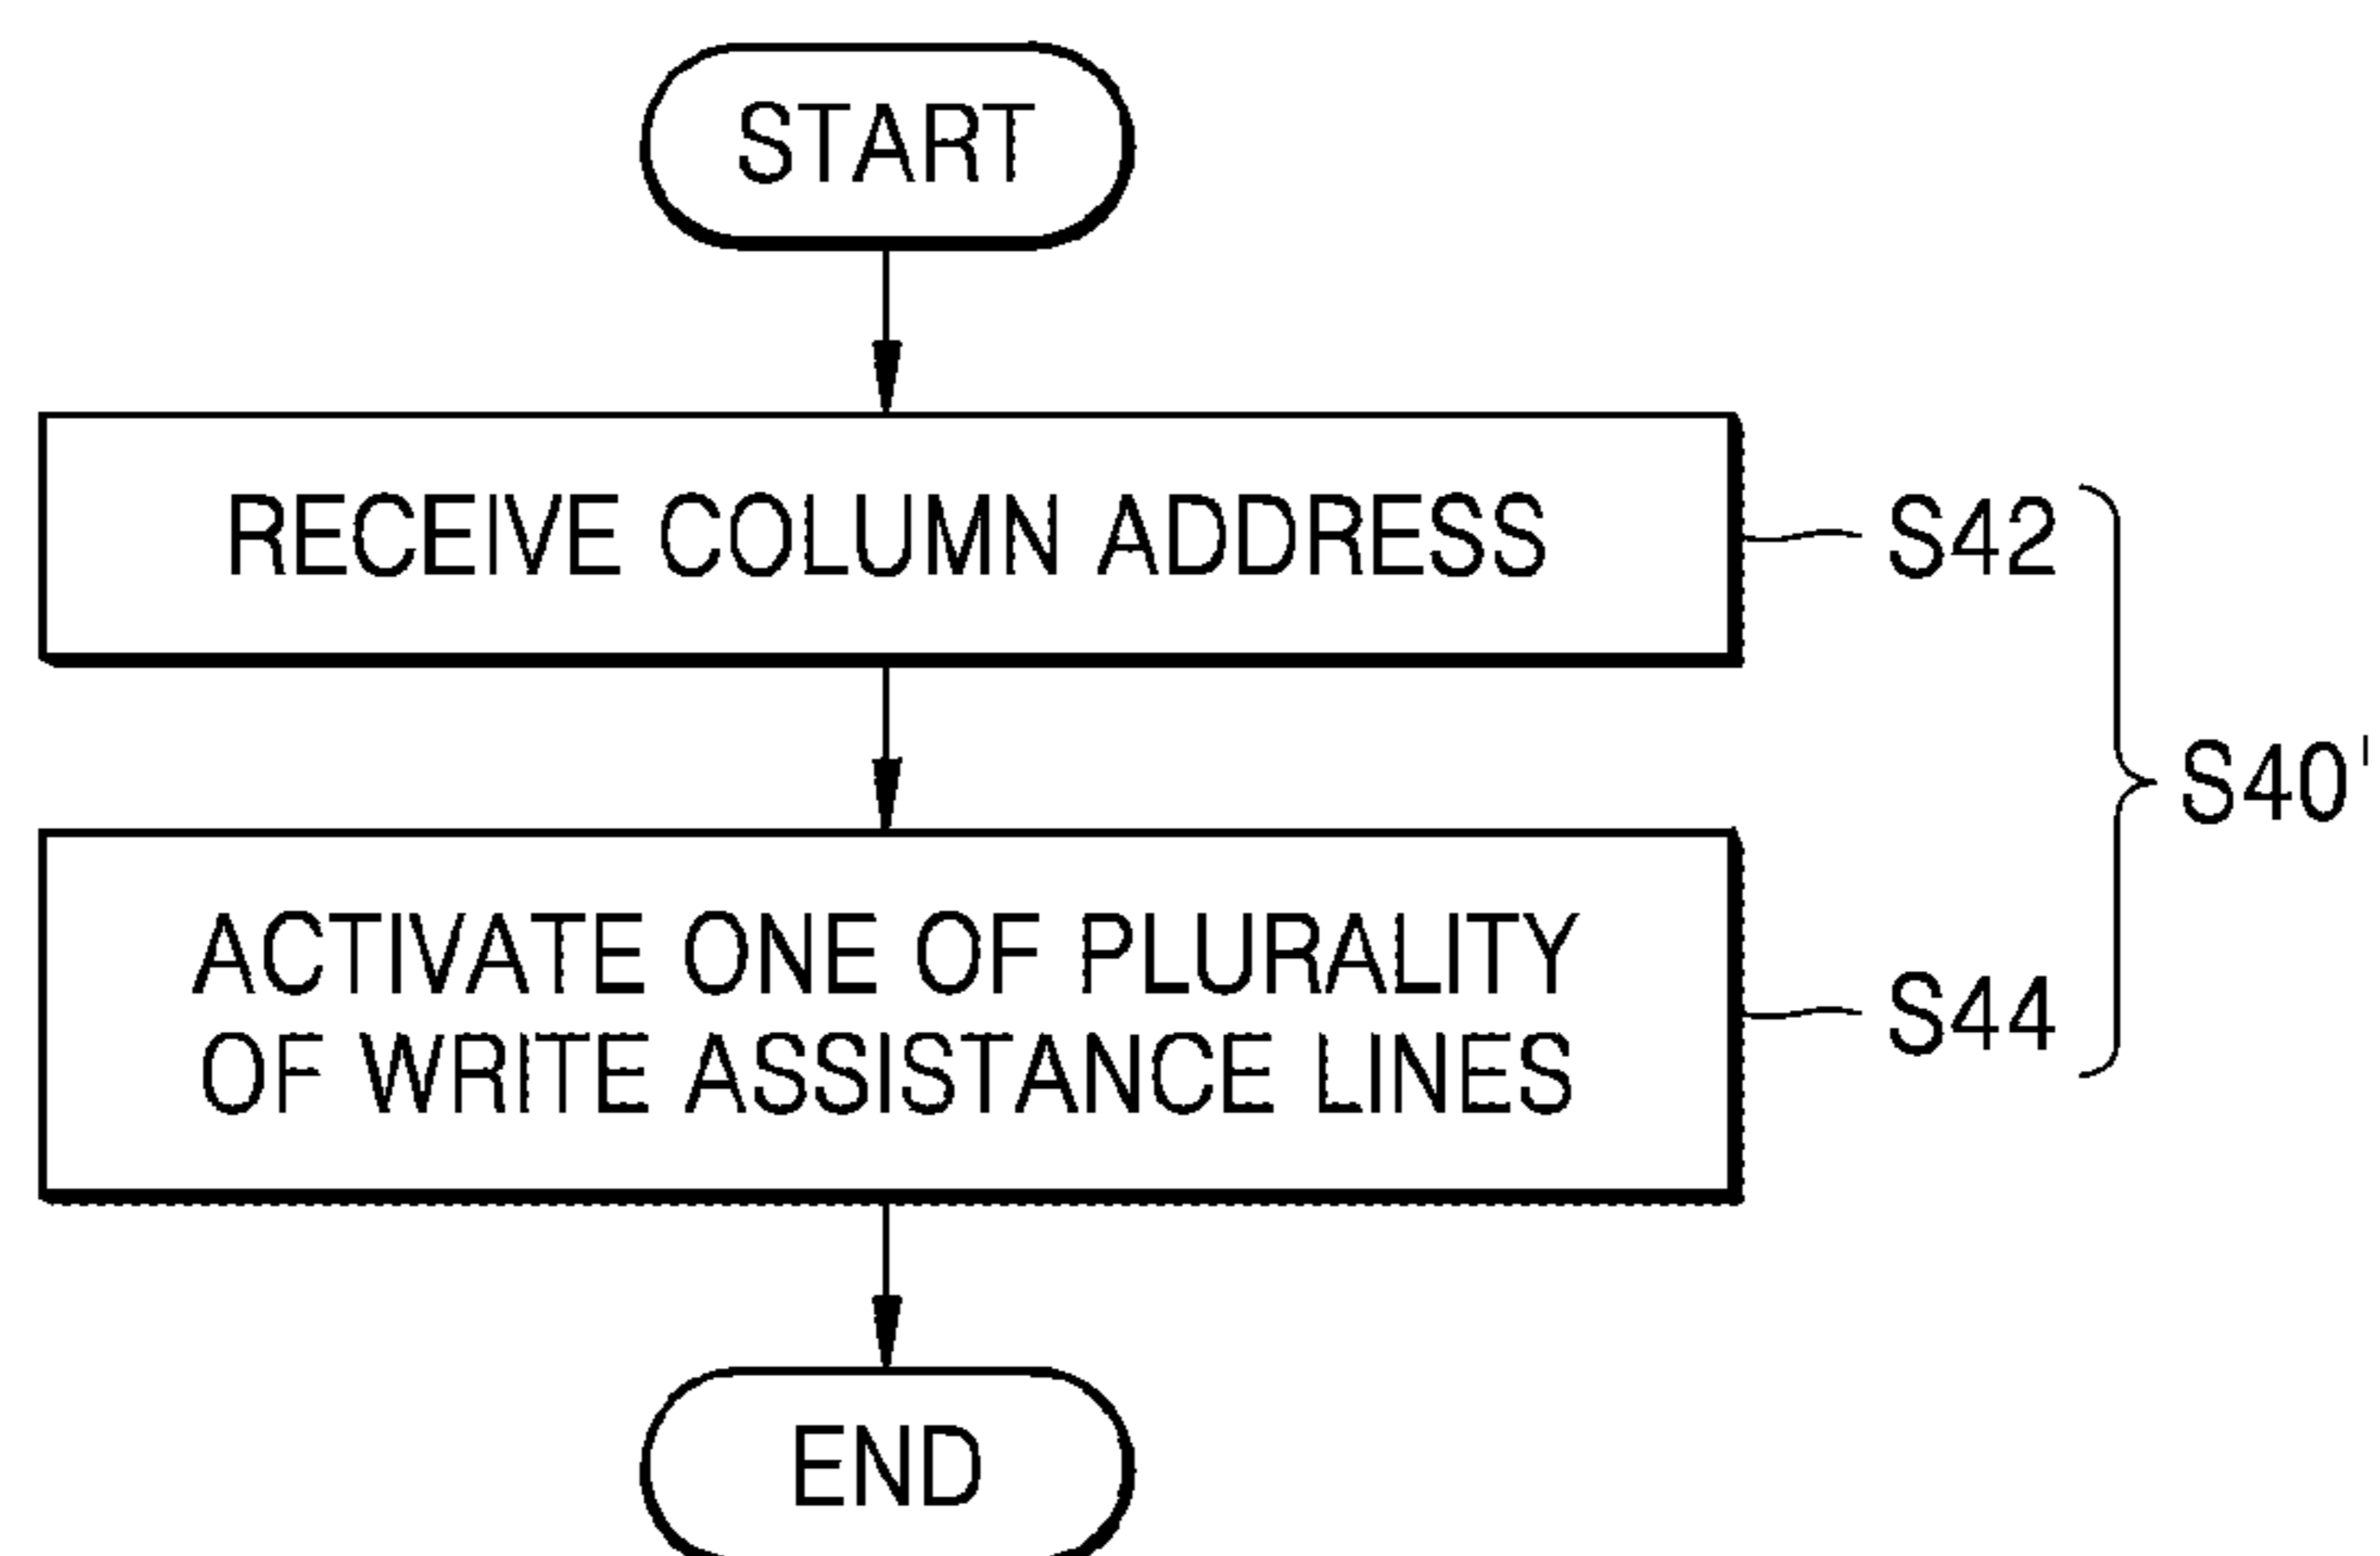 START
RECEIVE COLUMN ADDRESS
S42
S40'
ACTIVATE ONE OF PLURALITY
OF WRITE ASSISTANCE LINES
S44
END